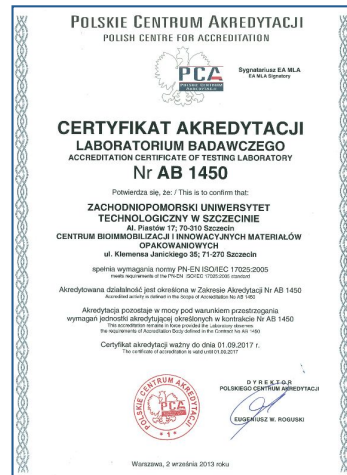 POLSKIE CENTRUM AKREDYTACJI
POLISH CENTRE FOR ACCREDITATION
PCA
Polskie Centrum
Akredytacji
Sygnatariusz EA MLA
EA MLA Signatory
CERTYFIKAT AKREDYTACJI
LABORATORIUM BADAWCZEGO
ACCREDITATION CERTIFICATE OF TESTING LABORATORY
Nr AB 1450
Potwierdza się, że: / This is to confirm that:
ZACHODNIOPOMORSKI UNIWERSYTET
TECHNOLOGICZNY W SZCZECINIE
Al. Piastów 17; 70-310 Szczecin
CENTRUM BIOIMMOBILIZACJI I INNOWACYJNYCH MATERIAŁÓW
OPAKOWANIOWYCH
ul. Klemensa Janickiego 35; 71-270 Szczecin
spełnia wymagania normy PN-EN ISO/IEC 17025:2005
meets requirements of the PN-EN ISO/IEC 17025:2005 standard
Akredytowana działalność jest określona w Zakresie Akredytacji Nr AB 1450
Accredited activity is defined in the Scope of Accreditation No AB 1450
Akredytacja pozostaje w mocy pod warunkiem przestrzegania
wymagań jednostki akredytującej określonych w kontrakcie Nr AB 1450
This accreditation remains in force provided the Laboratory observes
the requirements of Accreditation Body defined in the Contract No AB 1450
Certyfikat akredytacji ważny do dnia 01.09.2017 r.
The certificate of accreditation is valid until 01.09.2017
DYREKTOR
POLSKIEGO CENTRUM AKREDYTACJI
EUGENIUSZ W. ROGUSKI
POLSKIE CENTRUM AKREDYTACJI
PCA
1
Warszawa, 2 września 2013 roku